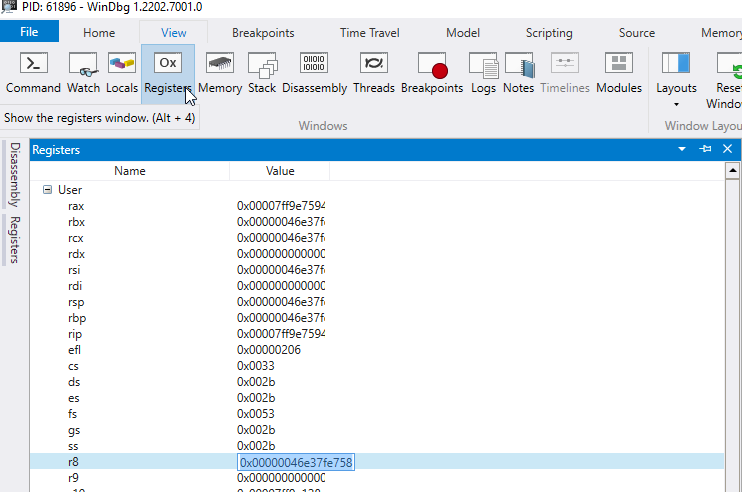 PID: 61896 - WinDbg 1.2202.7001.0
File Home View Breakpoints Time Travel Model Scripting Source Memory
Command Watch Locals Registers Memory Stack Disassembly Threads Breakpoints Logs Notes Timelines Modules Layouts Reset
Window
Show the registers window. (Alt + 4)
Windows
Window Layou
Disassembly
Registers
Registers
Name Value
User
rax 0x00007ff9e7594
rbx 0x00000046e37f
rcx 0x00000046e37f
rdx 0x000000000000
rsi 0x00000046e37f
rdi 0x000000000000
rsp 0x00000046e37f
rbp 0x00000046e37f
rip 0x00007ff9e7594
efl 0x00000206
cs 0x0033
ds 0x002b
es 0x002b
fs 0x0053
gs 0x002b
ss 0x002b
r8 0x00000046e37fe758
r9 0x000000000000